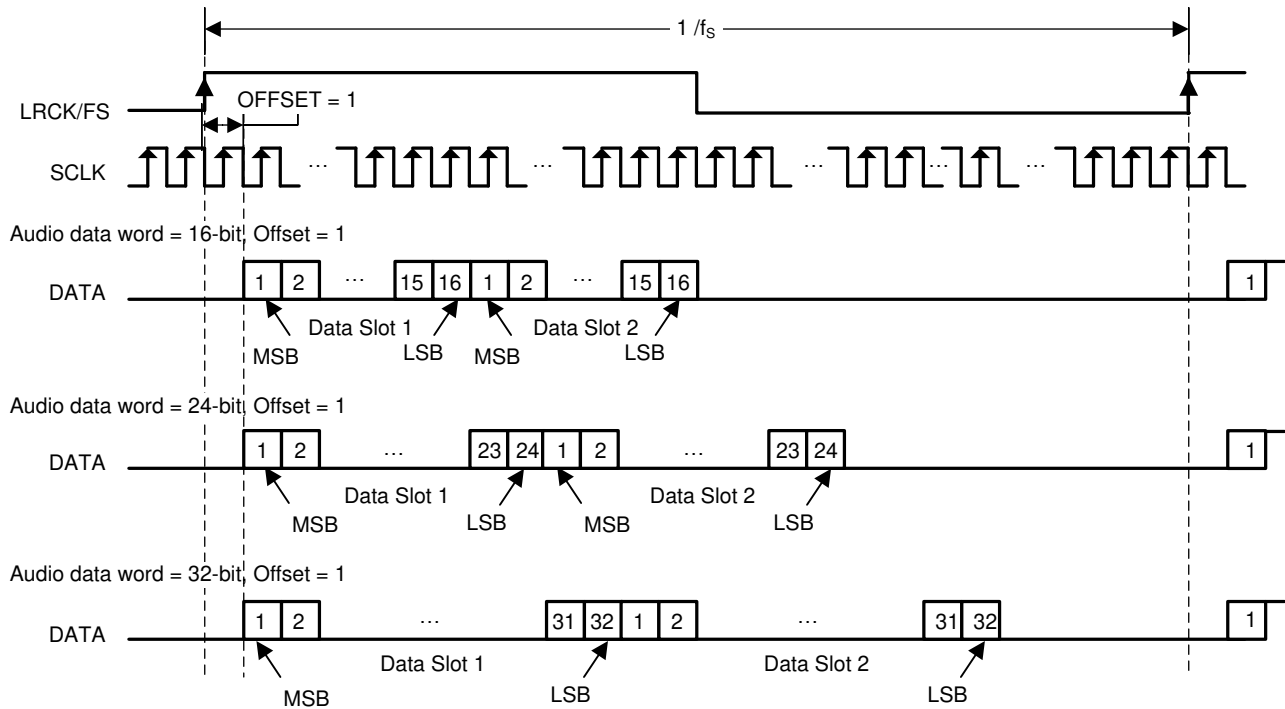 1 /fS
LRCK/FS
OFFSET = 1
SCLK
... ... ... ... ...
Audio data word = 16-bit, Offset = 1
DATA
1 2 ... 15 16 1 2 ... 15 16 1
Data Slot 1 Data Slot 2
MSB LSB MSB LSB
Audio data word = 24-bit, Offset = 1
DATA
1 2 ... 23 24 1 2 ... 23 24 1
Data Slot 1 Data Slot 2
MSB LSB MSB LSB
Audio data word = 32-bit, Offset = 1
DATA
1 2 ... 31 32 1 2 ... 31 32 1
Data Slot 1 Data Slot 2
MSB LSB LSB